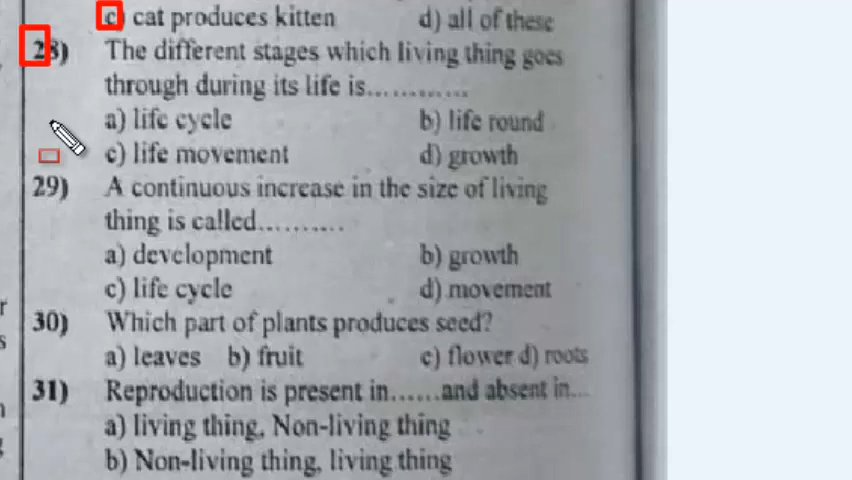 c) cat produces kitten d) all of these
28) The different stages which living thing goes
through during its life is............
a) life cycle b) life round
c) life movement d) growth
29) A continuous increase in the size of living
thing is called..........
a) development b) growth
c) life cycle d) movement
30) Which part of plants produces seed?
a) leaves b) fruit c) flower d) roots
31) Reproduction is present in......and absent in...
a) living thing, Non-living thing
b) Non-living thing, living thing